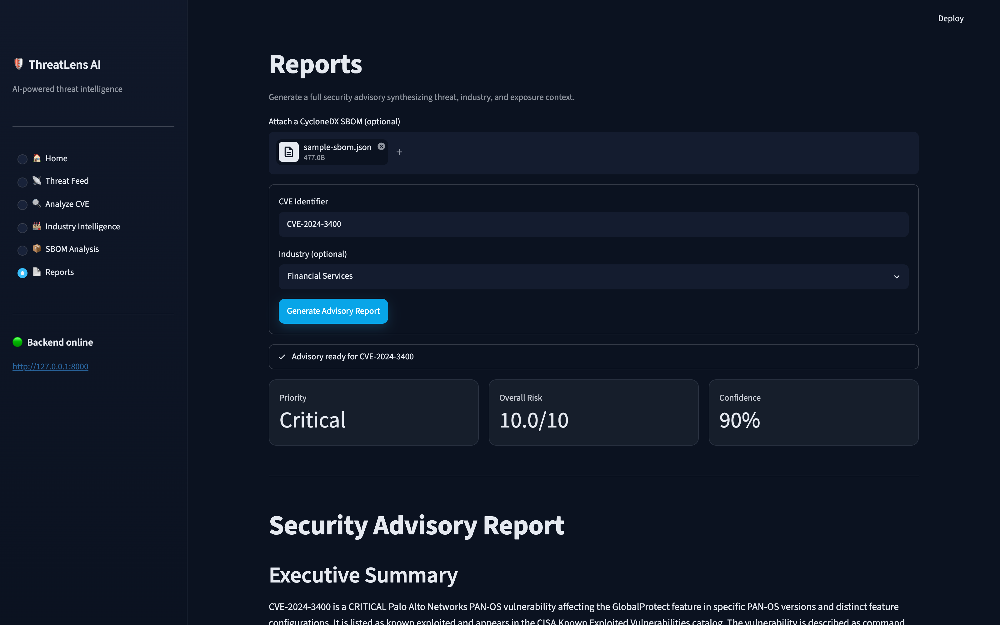 Deploy
ThreatLens AI
AI-powered threat intelligence
Home
Threat Feed
Analyze CVE
Industry Intelligence
SBOM Analysis
Reports
Backend online
http://127.0.0.1:8000
Reports
Generate a full security advisory synthesizing threat, industry, and exposure context.
Attach a CycloneDX SBOM (optional)
sample-sbom.json
477.0B
CVE Identifier
CVE-2024-3400
Industry (optional)
Financial Services
Generate Advisory Report
Advisory ready for CVE-2024-3400
Priority
Critical
Overall Risk
10.0/10
Confidence
90%
Security Advisory Report
Executive Summary
CVE-2024-3400 is a CRITICAL Palo Alto Networks PAN-OS vulnerability affecting the GlobalProtect feature in specific PAN-OS versions and distinct feature
configurations. It is listed as known exploited and appears in the CISA Known Exploited Vulnerabilities catalog. The vulnerability is described as command